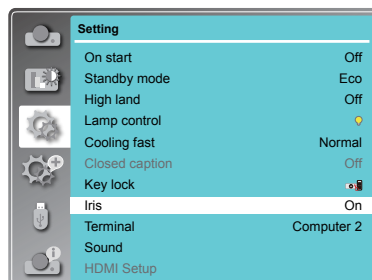 Setting
On start Off
Standby mode Eco
High land Off
Lamp control
Cooling fast Normal
Closed caption Off
Key lock
Iris On
Terminal Computer 2
Sound
HDMI Setup